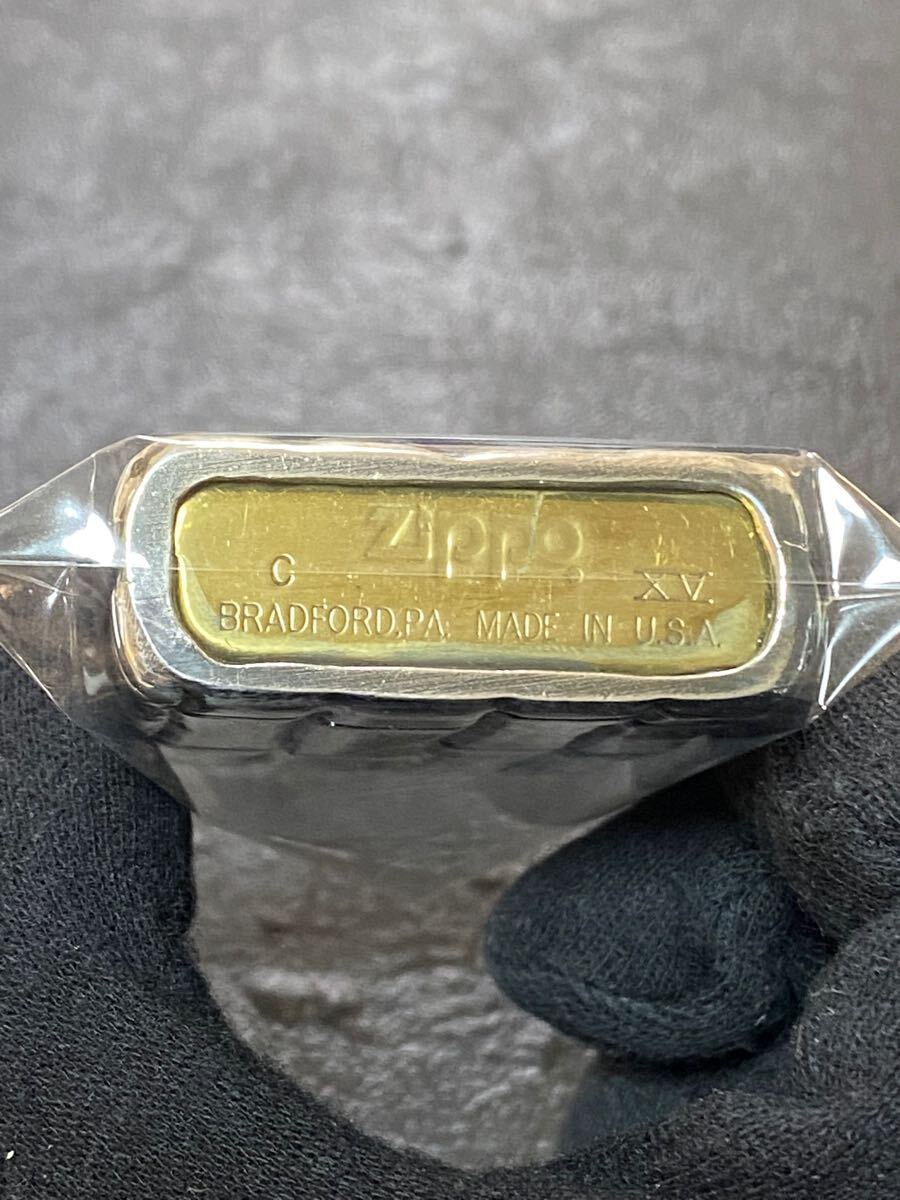 Zippo
C XV.
BRADFORD,PA. MADE IN U.S.A.